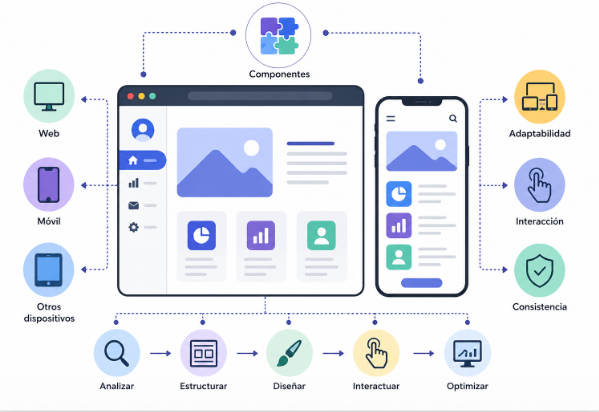 Componentes
Web
Adaptabilidad
Móvil
Interacción
Otros
dispositivos
Consistencia
Analizar
Estructurar
Diseñar
Interactuar
Optimizar